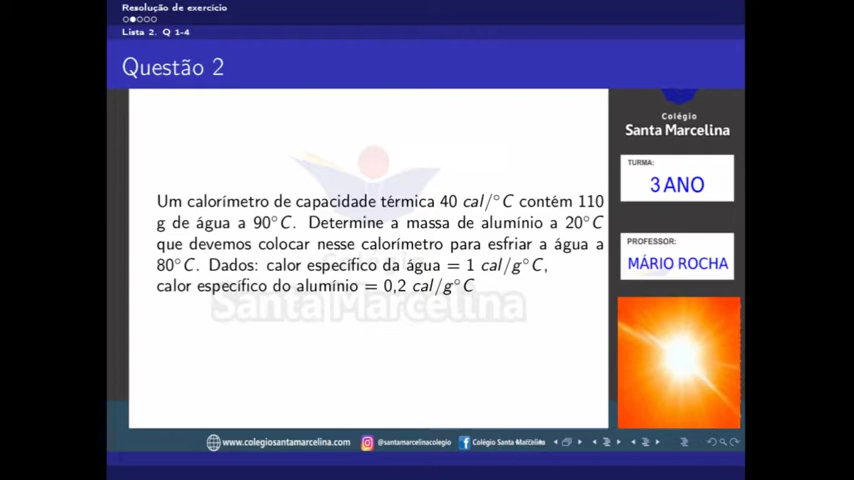 Resolução de exercício
Lista 2. Q 1-4
Questão 2
Colégio
Santa Marcelina
TURMA:
3 ANO
Um calorímetro de capacidade térmica 40 cal/°C contém 110
g de água a 90°C. Determine a massa de alumínio a 20°C
que devemos colocar nesse calorímetro para esfriar a água a
80°C. Dados: calor específico da água = 1 cal/g°C,
calor específico do alumínio = 0,2 cal/g°C
PROFESSOR:
MÁRIO ROCHA
Colégio
Santa Marcelina
www.colegiosantamarcelina.com
@santamarcelinacolegio
Colégio Santa Marcelina